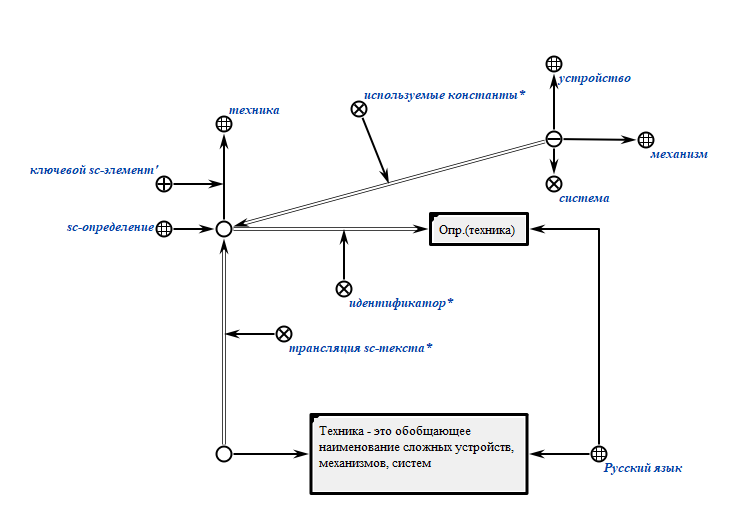 устройство
используемые константы*
техника
механизм
ключевой sc-элемент'
система
sc-определение
Опр.(техника)
идентификатор*
трансляция sc-текста*
Техника - это обобщающее
наименование сложных устройств,
механизмов, систем
Русский язык